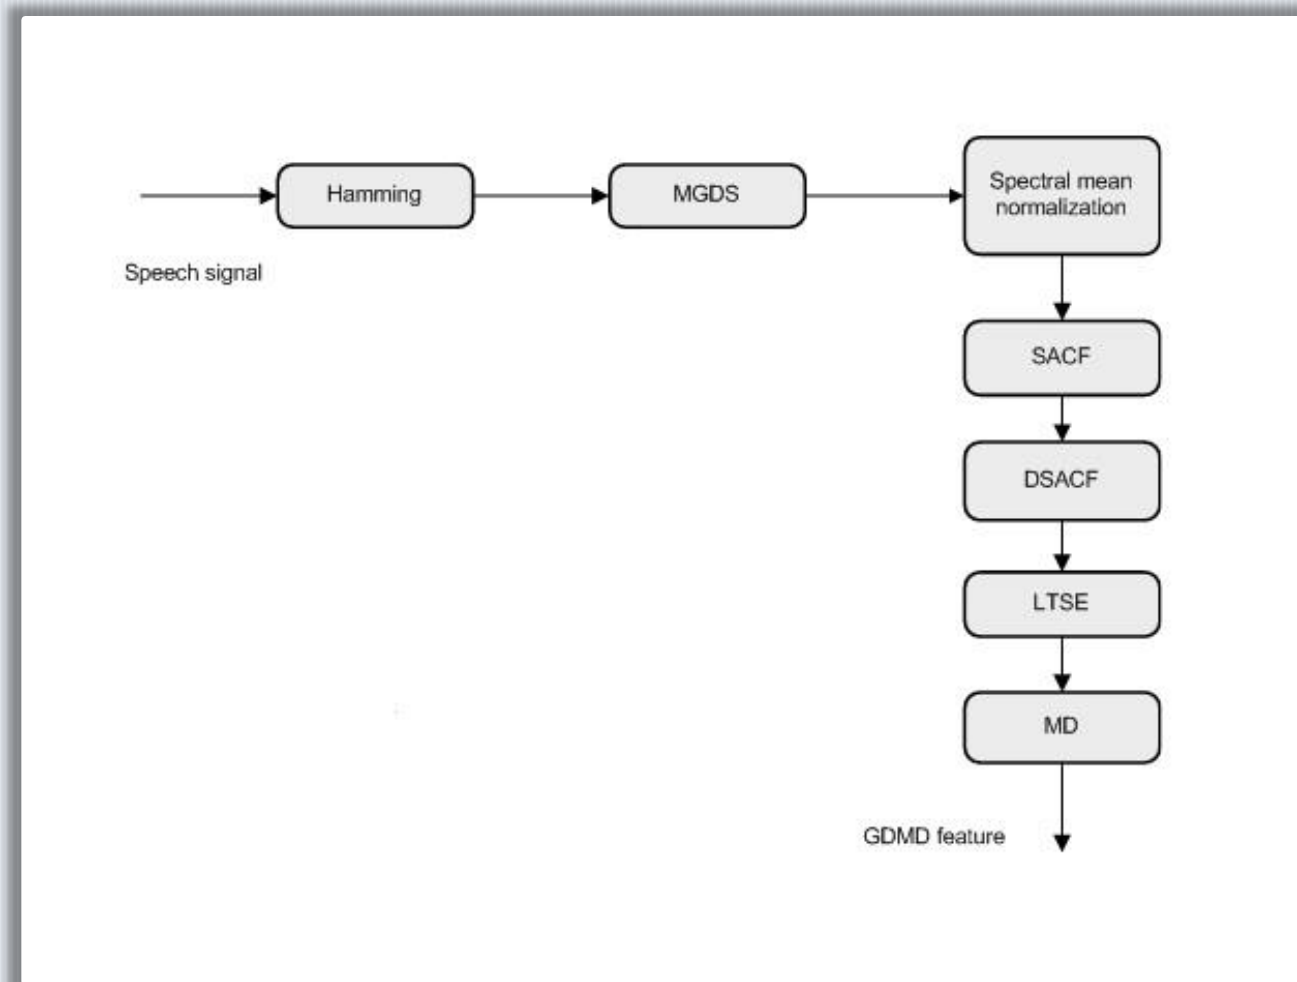 Hamming
MGDS
Spectral mean
normalization
Speech signal
SACF
DSACF
LTSE
MD
GDMD feature